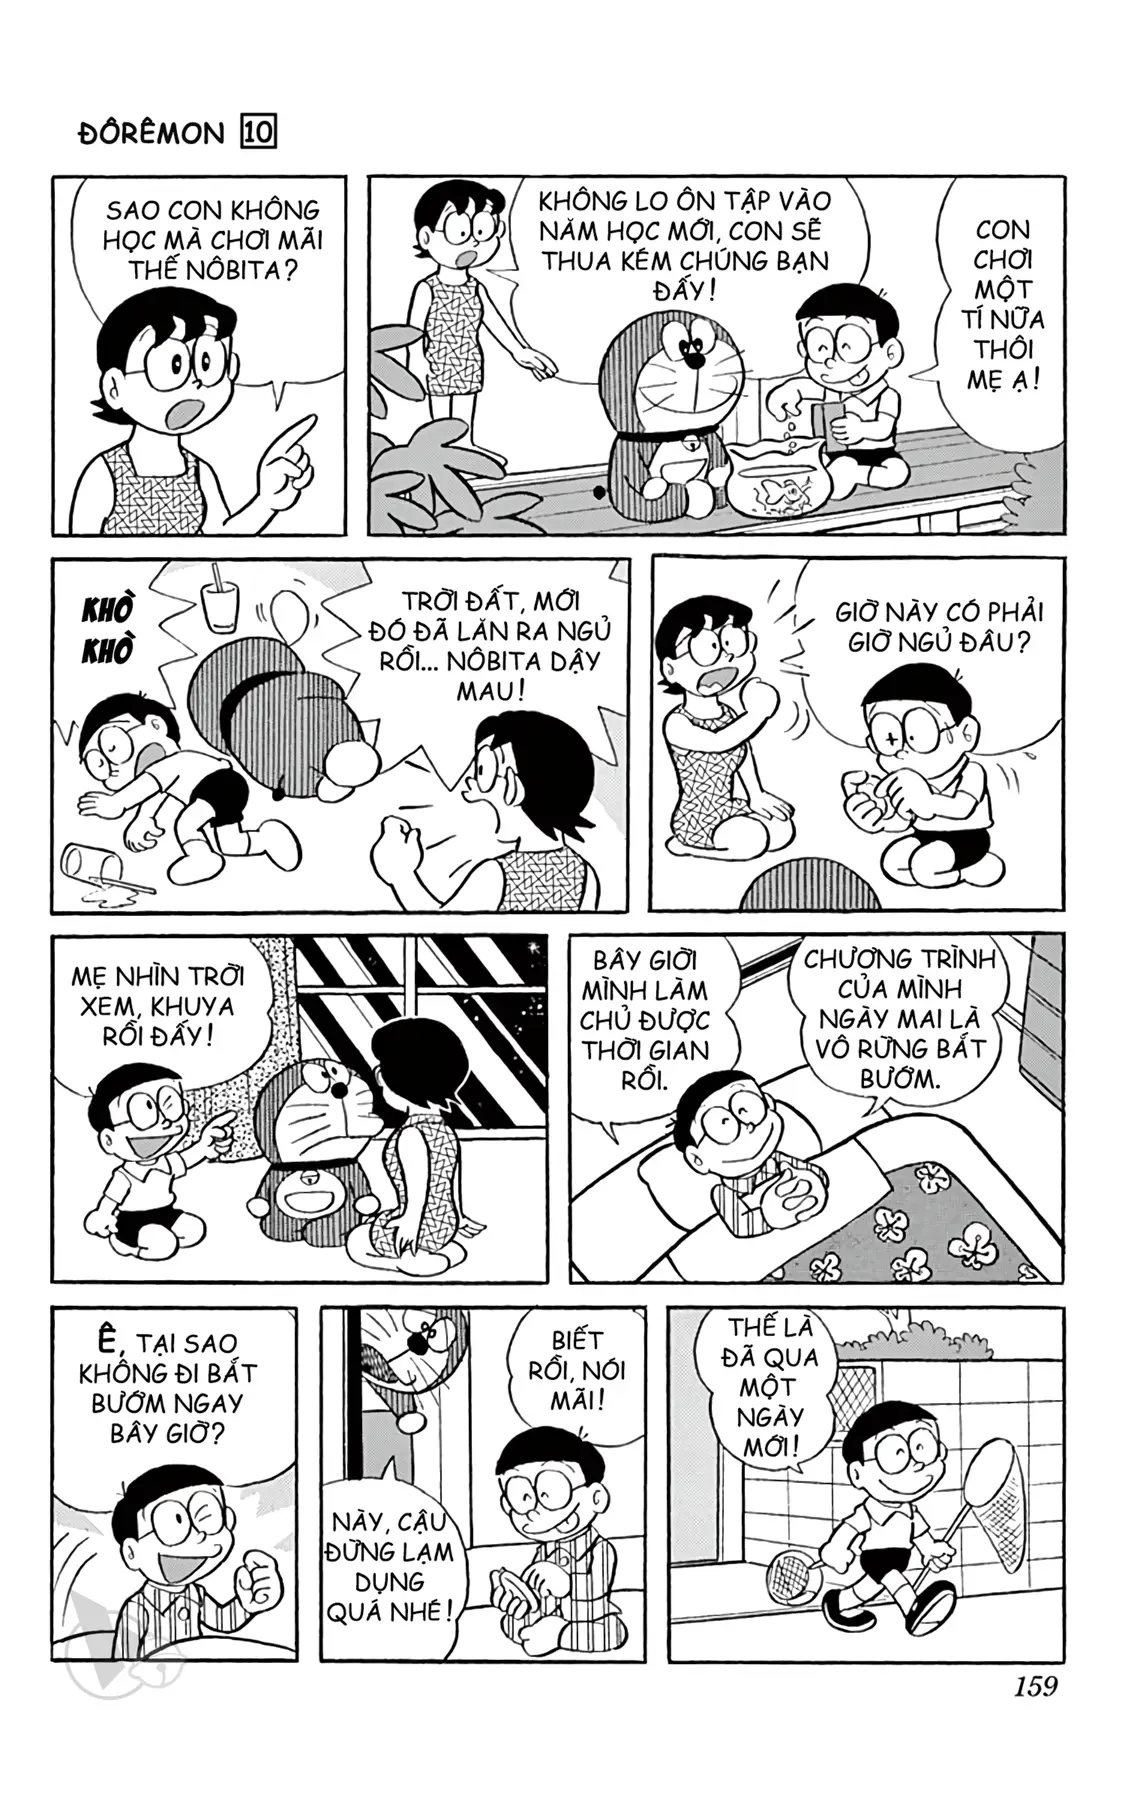 ĐÔRÊMON 10
SAO CON KHÔNG
HỌC MÀ CHƠI MÃI
THẾ NÔBITA?
KHÔNG LO ÔN TẬP VÀO
NĂM HỌC MỚI, CON SẼ
THUA KÉM CHÚNG BẠN
ĐẤY!
CON
CHƠI
MỘT
TÍ NỮA
THÔI
MẸ Ạ!
KHÒ
KHÒ
TRỜI ĐẤT, MỚI
ĐÓ ĐÃ LĂN RA NGỦ
RỒI... NÔBITA DẬY
MAU!
GIỜ NÀY CÓ PHẢI
GIỜ NGỦ ĐÂU?
MẸ NHÌN TRỜI
XEM, KHUYA
RỒI ĐẤY!
BÂY GIỜI
MÌNH LÀM
CHỦ ĐƯỢC
THỜI GIAN
RỒI.
CHƯƠNG TRÌNH
CỦA MÌNH
NGÀY MAI LÀ
VÔ RỪNG BẮT
BƯỚM.
Ê, TẠI SAO
KHÔNG ĐI BẮT
BƯỚM NGAY
BÂY GIỜ?
BIẾT
RỒI, NÓI
MÃI!
NÀY, CẬU
ĐỪNG LẠM
DỤNG
QUÁ NHÉ!
THẾ LÀ
ĐÃ QUA
MỘT
NGÀY
MỚI!
159